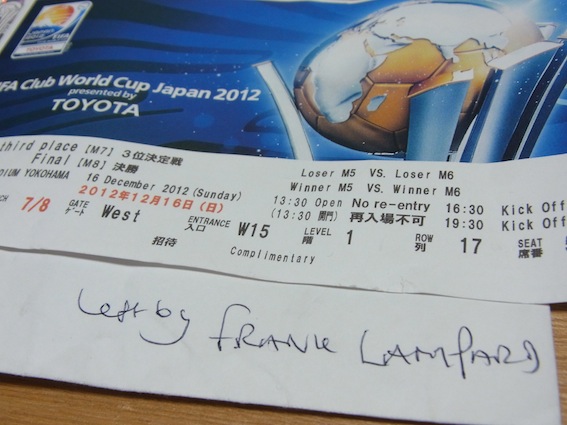 TOYOTA
FIFA Club World Cup Japan 2012
presented by
TOYOTA
third place [M7] 3位決定戦
Final [M8] 決勝
STADIUM YOKOHAMA
16 December 2012 (Sunday)
2012年12月16日(日)
Loser M5 VS. Loser M6
Winner M5 VS. Winner M6
13:30 Open No re-entry 16:30 Kick Off
(13:30 開門) 再入場不可 19:30 Kick Off
7/8 GATE ゲート West ENTRANCE 入口 W15 LEVEL 階 1 ROW 列 17 SEAT 席番
招待 Complimentary
Left by FRANK LAMPARD